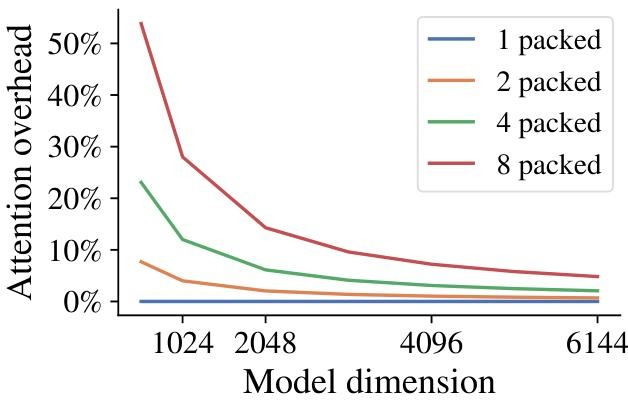 Attention overhead
50%
40%
30%
20%
10%
0%
1 packed
2 packed
4 packed
8 packed
1024 2048 4096 6144
Model dimension